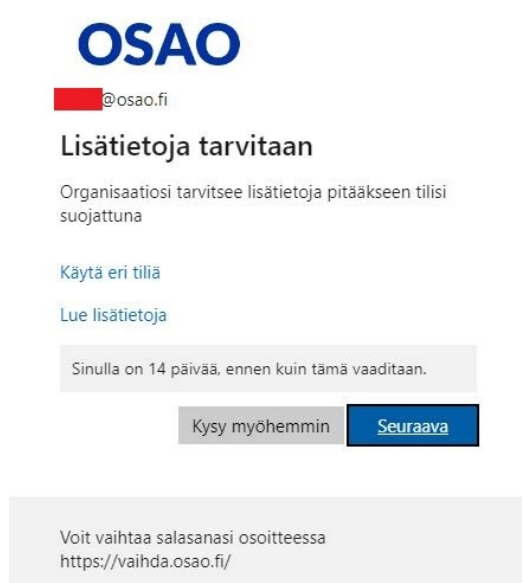 OSAO
@osao.fi
Lisätietoja tarvitaan
Organisaatiosi tarvitsee lisätietoja pitääkseen tilisi
suojattuna
Käytä eri tiliä
Lue lisätietoja
Sinulla on 14 päivää, ennen kuin tämä vaaditaan.
Kysy myöhemmin Seuraava
Voit vaihtaa salasanasi osoitteessa
https://vaihda.osao.fi/